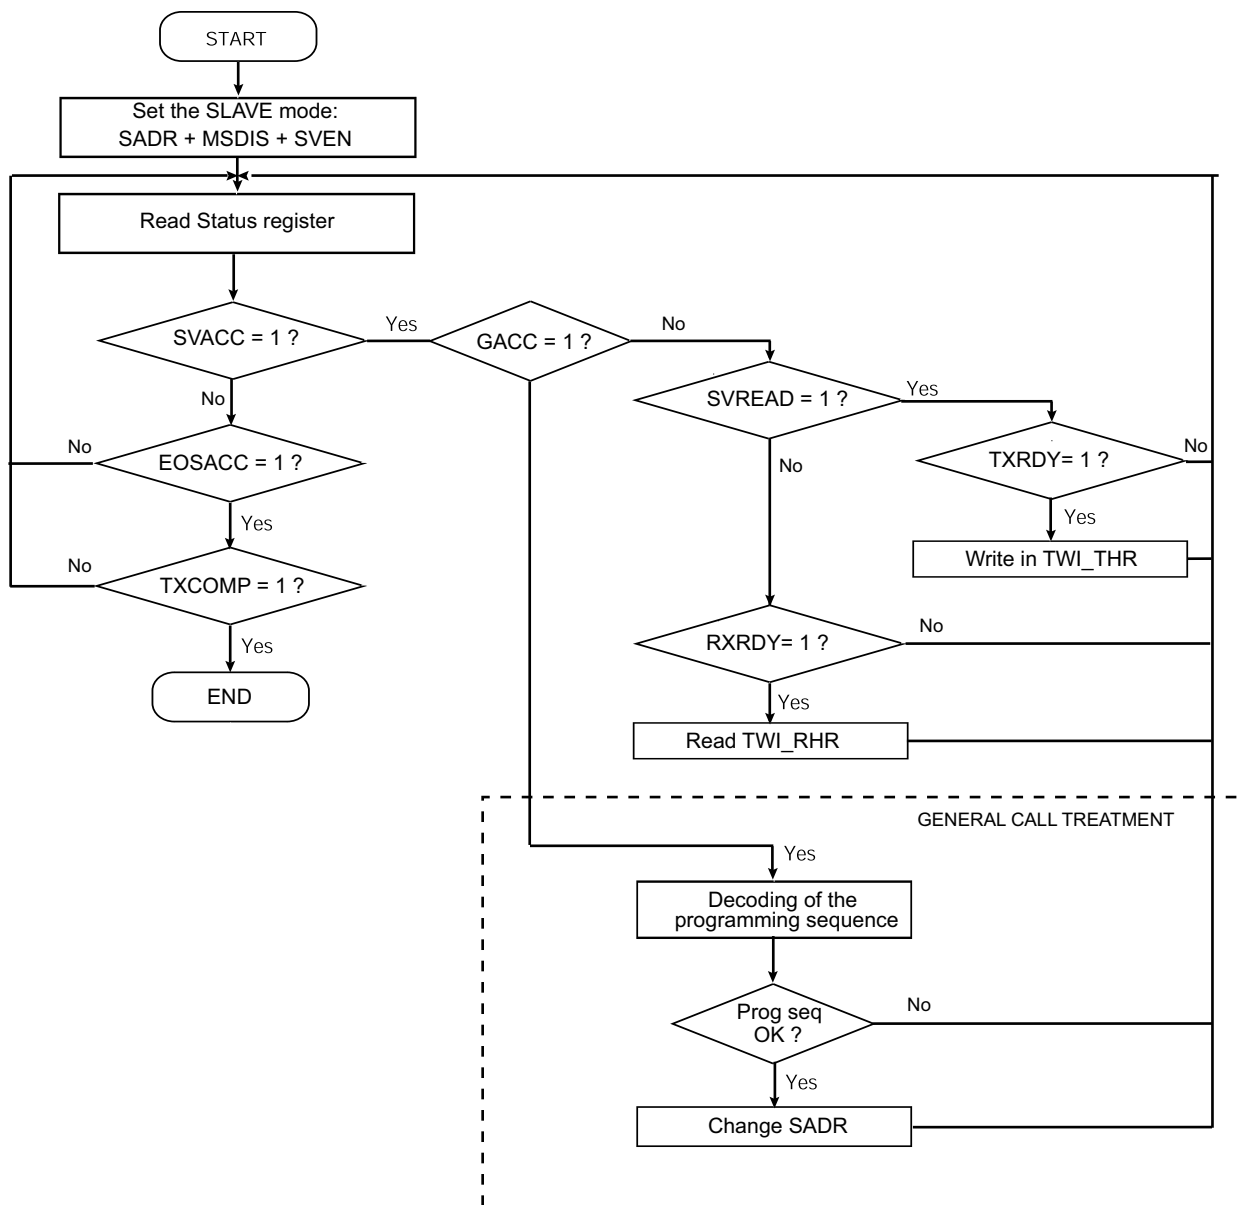 START
Set the SLAVE mode:
SADR + MSDIS + SVEN
Read Status register
SVACC = 1 ?
Yes
GACC = 1 ?
No
SVREAD = 1 ?
Yes
No
EOSACC = 1 ?
No
No
TXRDY= 1 ?
No
Yes
Yes
Write in TWI_THR
TXCOMP = 1 ?
No
Yes
END
RXRDY= 1 ?
No
Yes
Read TWI_RHR
GENERAL CALL TREATMENT
Yes
Decoding of the
programming sequence
Prog seq
OK ?
No
Yes
Change SADR